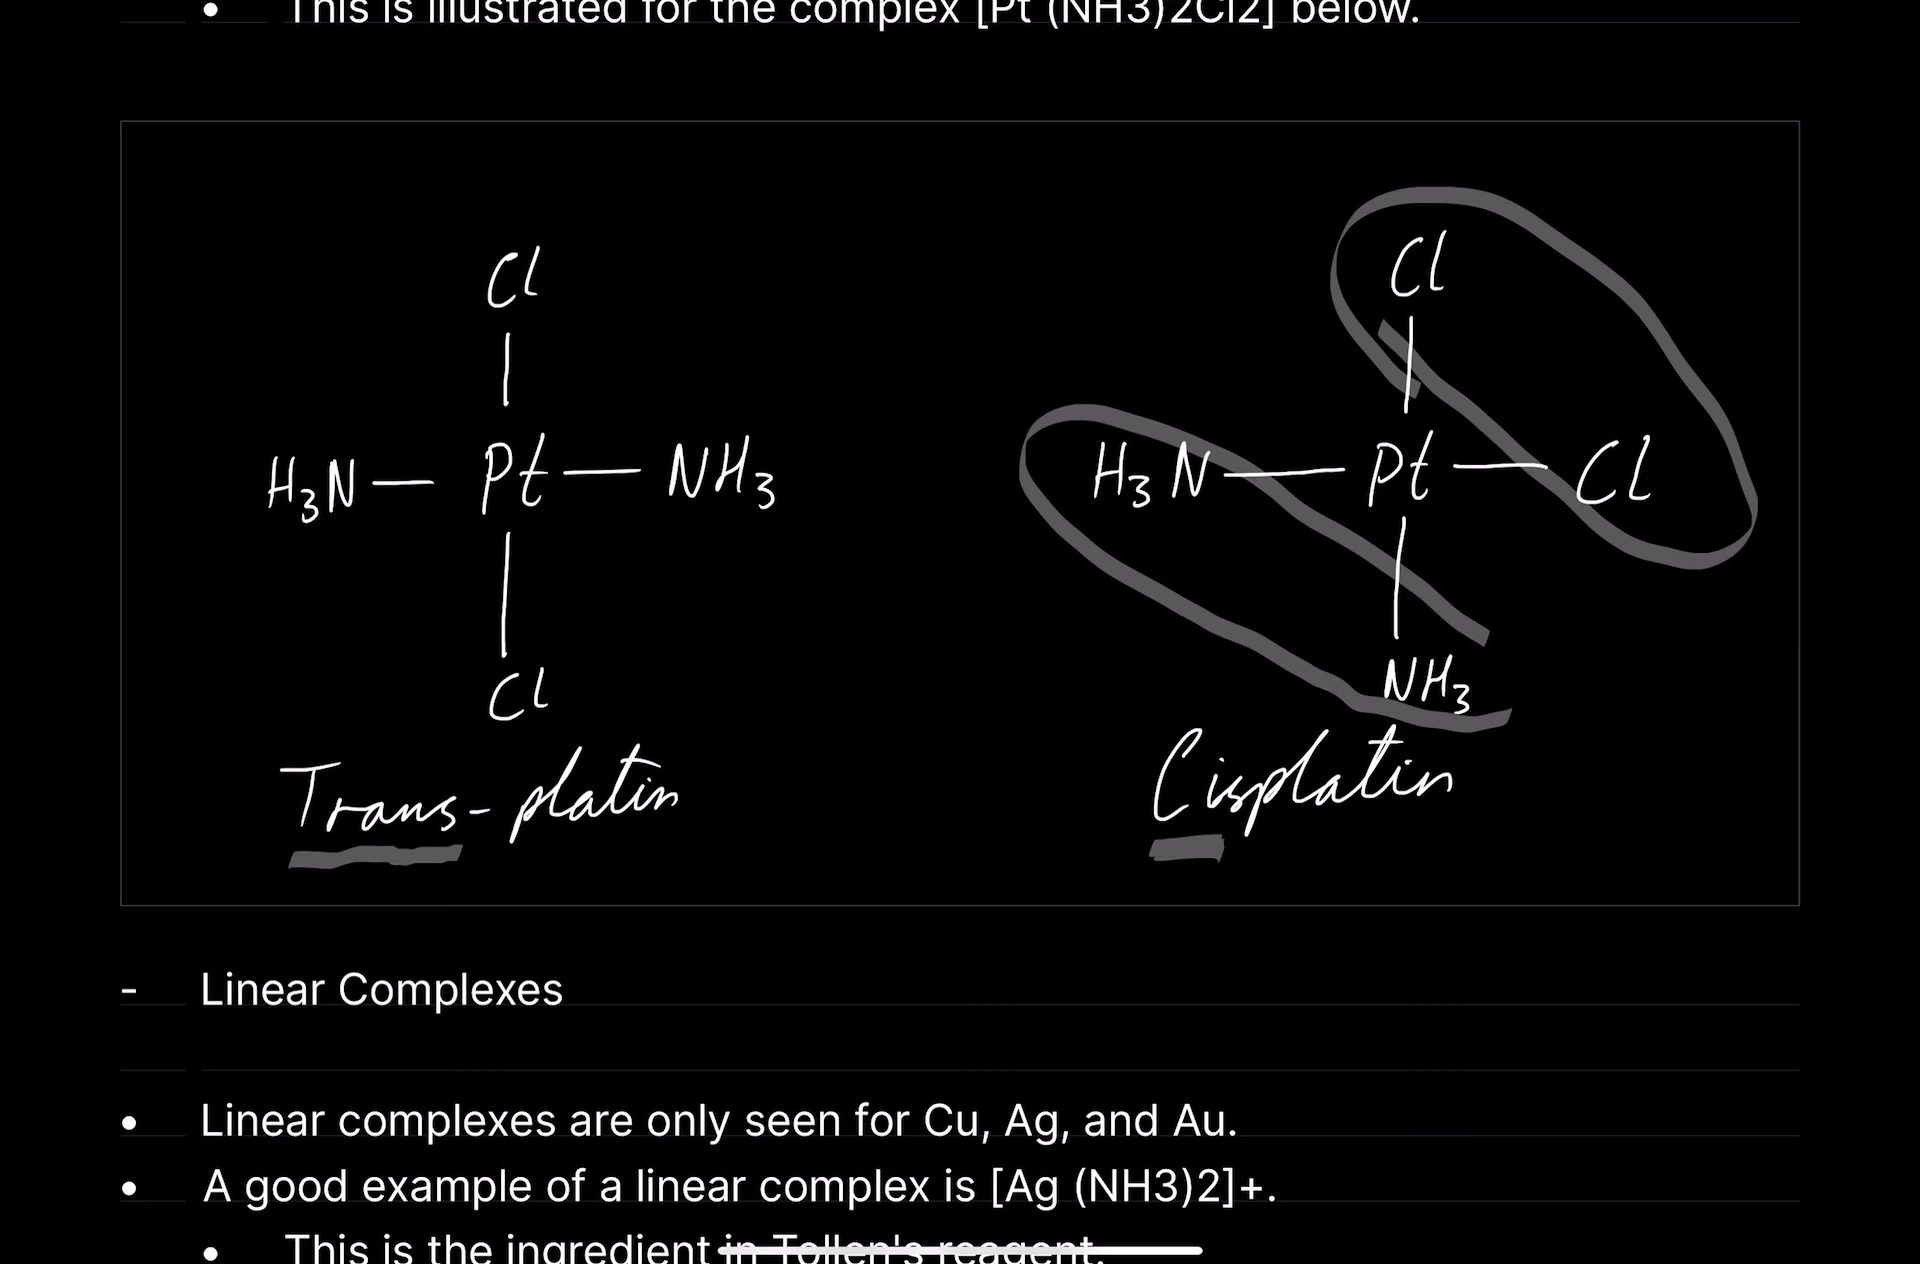 • This is illustrated for the complex [Pt (NH3)2Cl2] below.
Cl Cl
H3N — Pt — NH3 H3N — Pt — Cl
Cl NH3
Trans-platin Cisplatin
- Linear Complexes
• Linear complexes are only seen for Cu, Ag, and Au.
• A good example of a linear complex is [Ag (NH3)2]+.
• This is the ingredient in Tollen's reagent.